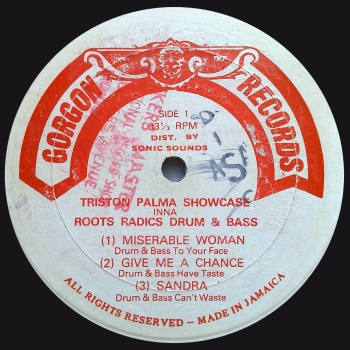 GORGON RECORDS
SIDE 1
33⅓ RPM
DIST. BY
SONIC SOUNDS
TRISTON PALMA SHOWCASE
INNA
ROOTS RADICS DRUM & BASS
(1) MISERABLE WOMAN
Drum & Bass To Your Face
(2) GIVE ME A CHANCE
Drum & Bass Have Taste
(3) SANDRA
Drum & Bass Can't Waste
ALL RIGHTS RESERVED – MADE IN JAMAICA